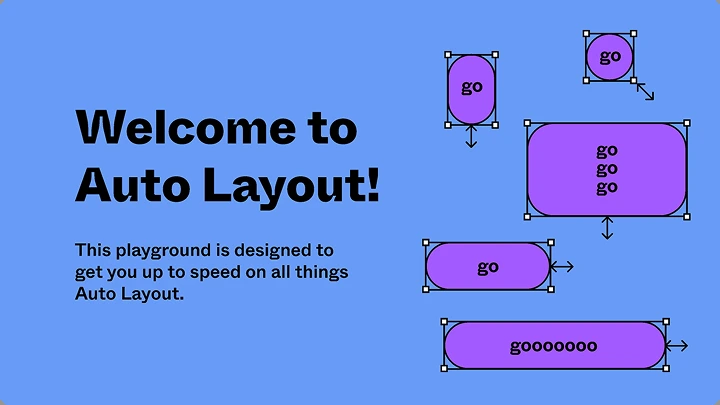 Welcome to
Auto Layout!
This playground is designed to
get you up to speed on all things
Auto Layout.
go
go
go
go
go
go
gooooooo